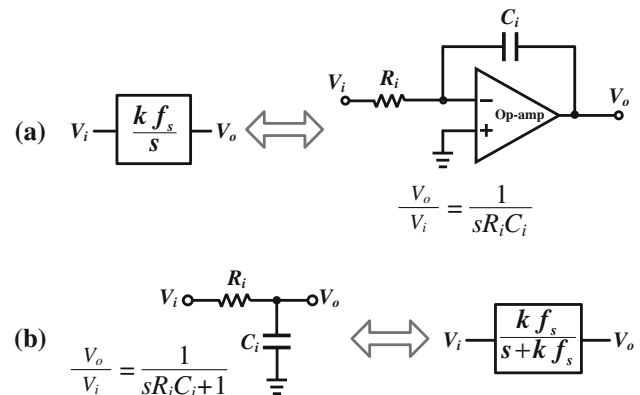 C_i
V_i R_i V_o
(a) V_i k f_s / s V_o − + Op-amp
V_o / V_i = 1 / sR_iC_i
R_i
V_i V_o
(b) C_i V_i k f_s / s+k f_s V_o
V_o / V_i = 1 / sR_iC_i+1